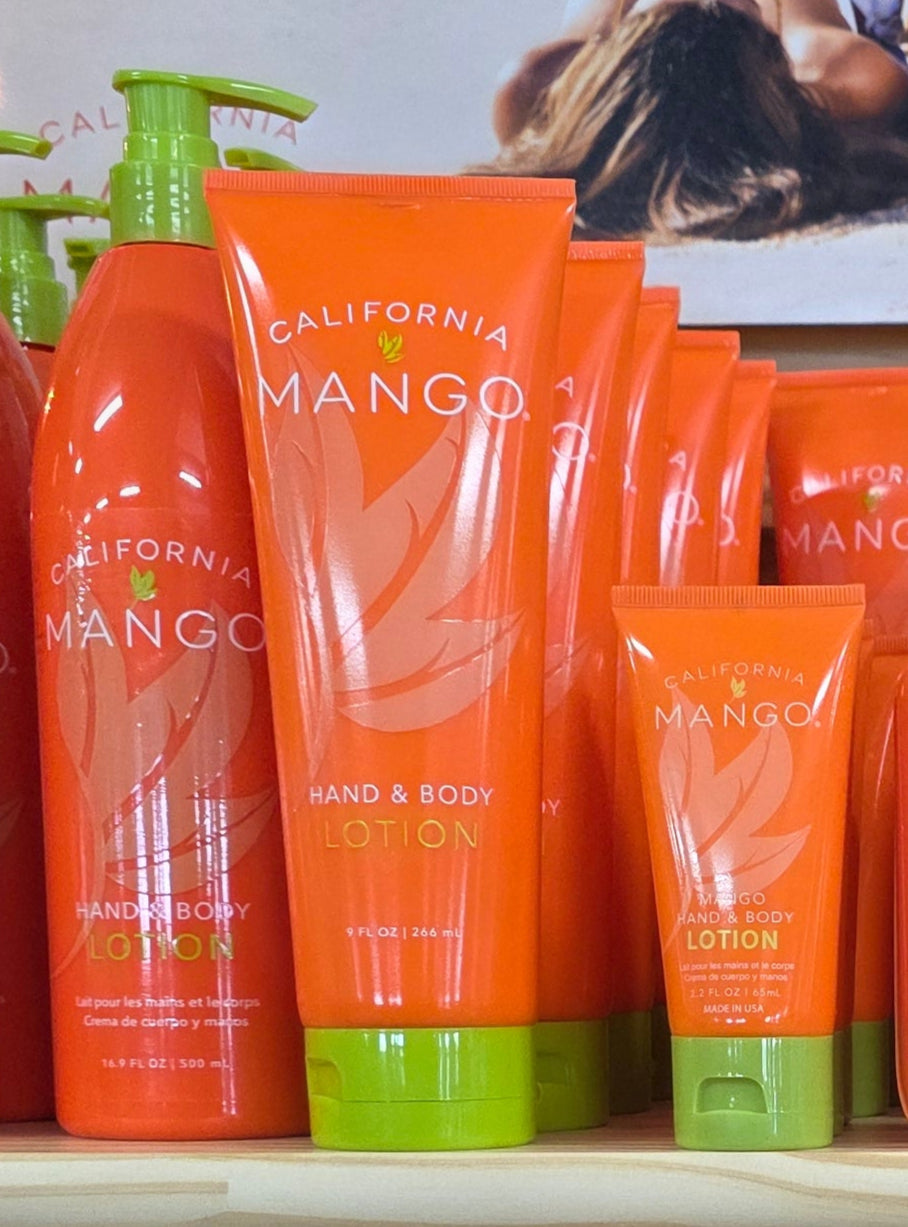 CALIFORNIA
CALIFORNIA
MANGO
HAND & BODY
LOTION
Lait pour les mains et le corps
Crema de cuerpo y manos
16.9 FL OZ | 500 mL
CALIFORNIA
MANGO.
HAND & BODY
LOTION
9 FL OZ | 266 mL
CALIFORNIA
MANGO.
MANGO
HAND & BODY
LOTION
Lait pour les mains et le corps
Crema de cuerpo y manos
2.2 FL OZ | 65mL
MADE IN USA
CALIFOR
MANG